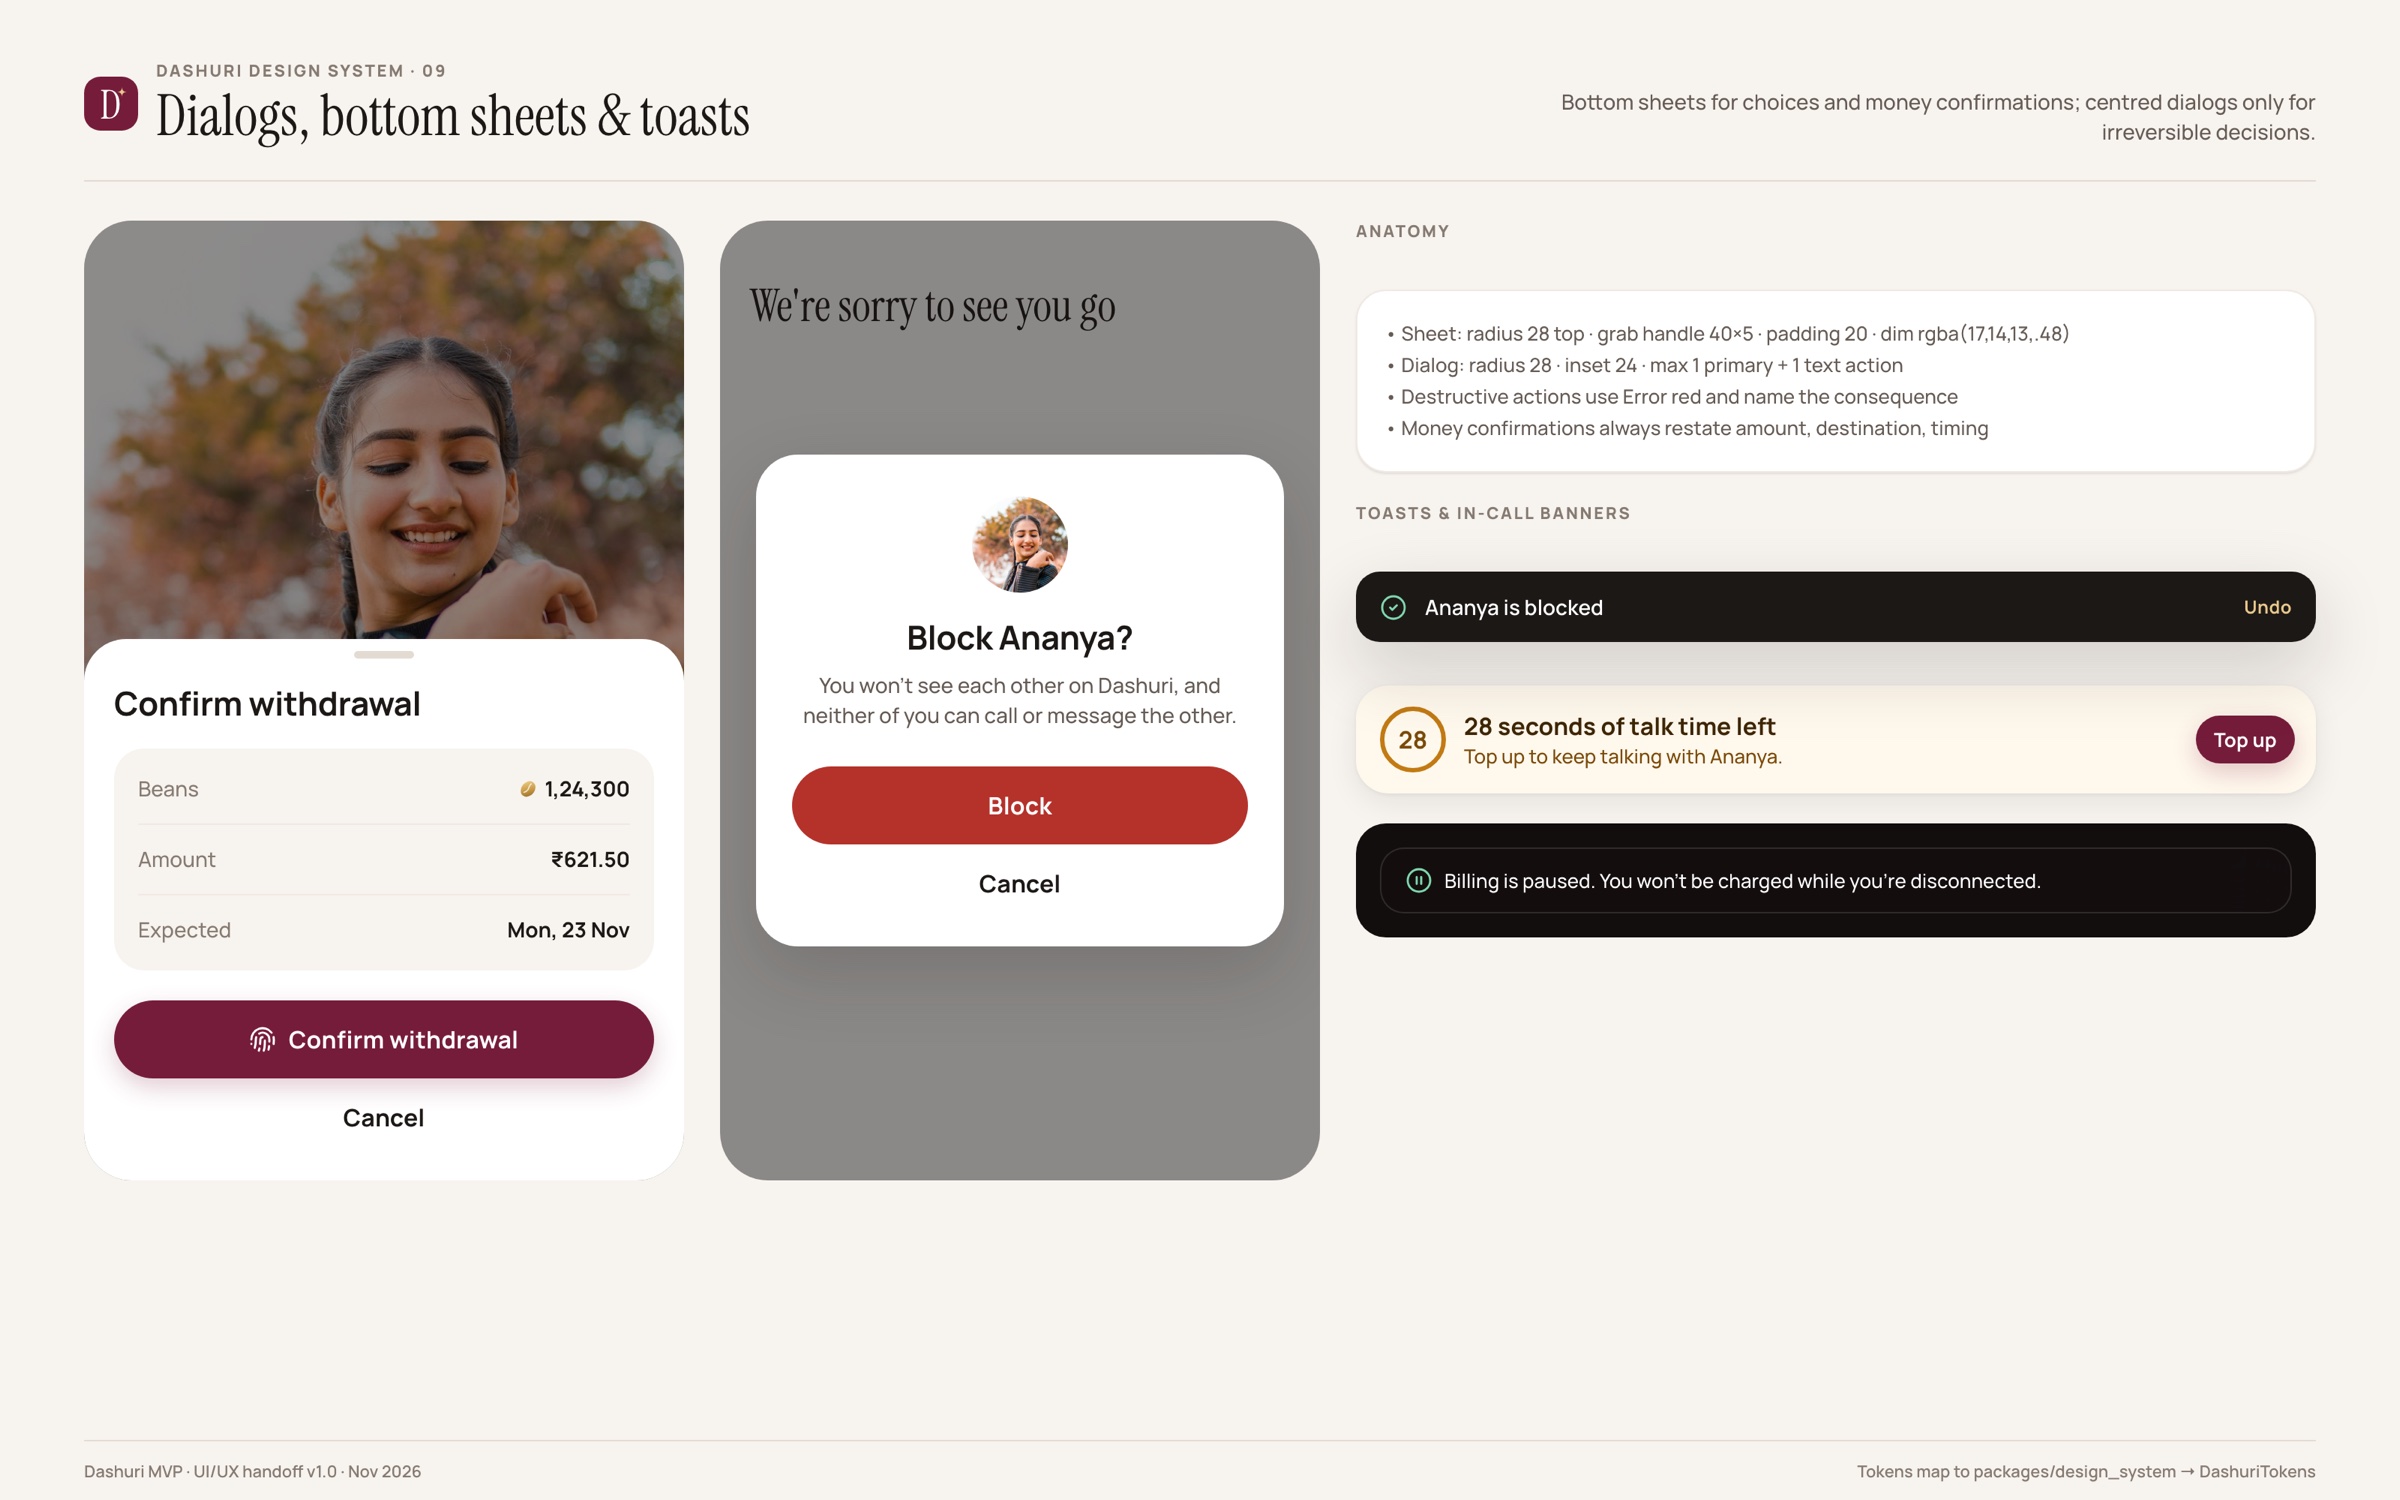 D
DASHURI DESIGN SYSTEM · 09
Dialogs, bottom sheets & toasts
Bottom sheets for choices and money confirmations; centred dialogs only for
irreversible decisions.
Confirm withdrawal
Beans 1,24,300
Amount ₹621.50
Expected Mon, 23 Nov
Confirm withdrawal
Cancel
We're sorry to see you go
Block Ananya?
You won’t see each other on Dashuri, and
neither of you can call or message the other.
Block
Cancel
ANATOMY
• Sheet: radius 28 top · grab handle 40×5 · padding 20 · dim rgba(17,14,13,.48)
• Dialog: radius 28 · inset 24 · max 1 primary + 1 text action
• Destructive actions use Error red and name the consequence
• Money confirmations always restate amount, destination, timing
TOASTS & IN-CALL BANNERS
Ananya is blocked Undo
28
28 seconds of talk time left
Top up to keep talking with Ananya.
Top up
Billing is paused. You won’t be charged while you’re disconnected.
Dashuri MVP · UI/UX handoff v1.0 · Nov 2026
Tokens map to packages/design_system → DashuriTokens